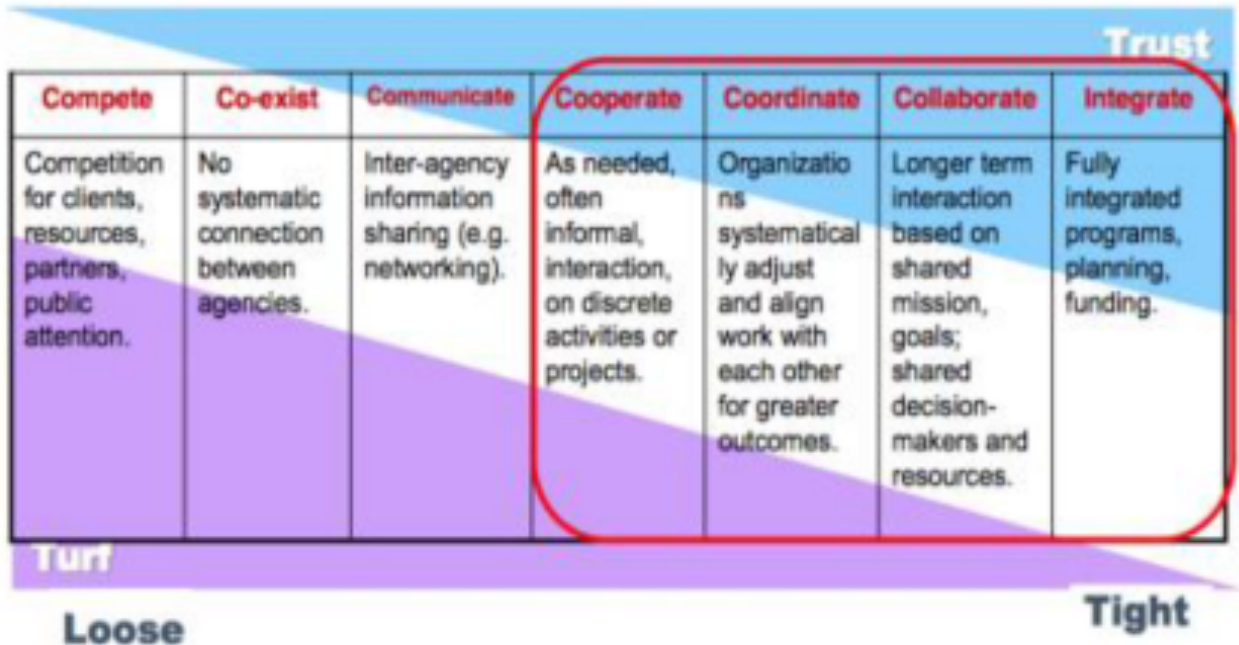 Trust
Compete
Co-exist
Communicate
Cooperate
Coordinate
Collaborate
Integrate
Competition
for clients,
resources,
partners,
public
attention.
No
systematic
connection
between
agencies.
Inter-agency
information
sharing (e.g.
networking).
As needed,
often
informal,
interaction,
on discrete
activities or
projects.
Organizatio
ns
systematical
ly adjust
and align
work with
each other
for greater
outcomes.
Longer term
interaction
based on
shared
mission,
goals;
shared
decision-
makers and
resources.
Fully
integrated
programs,
planning,
funding.
Turf
Loose
Tight